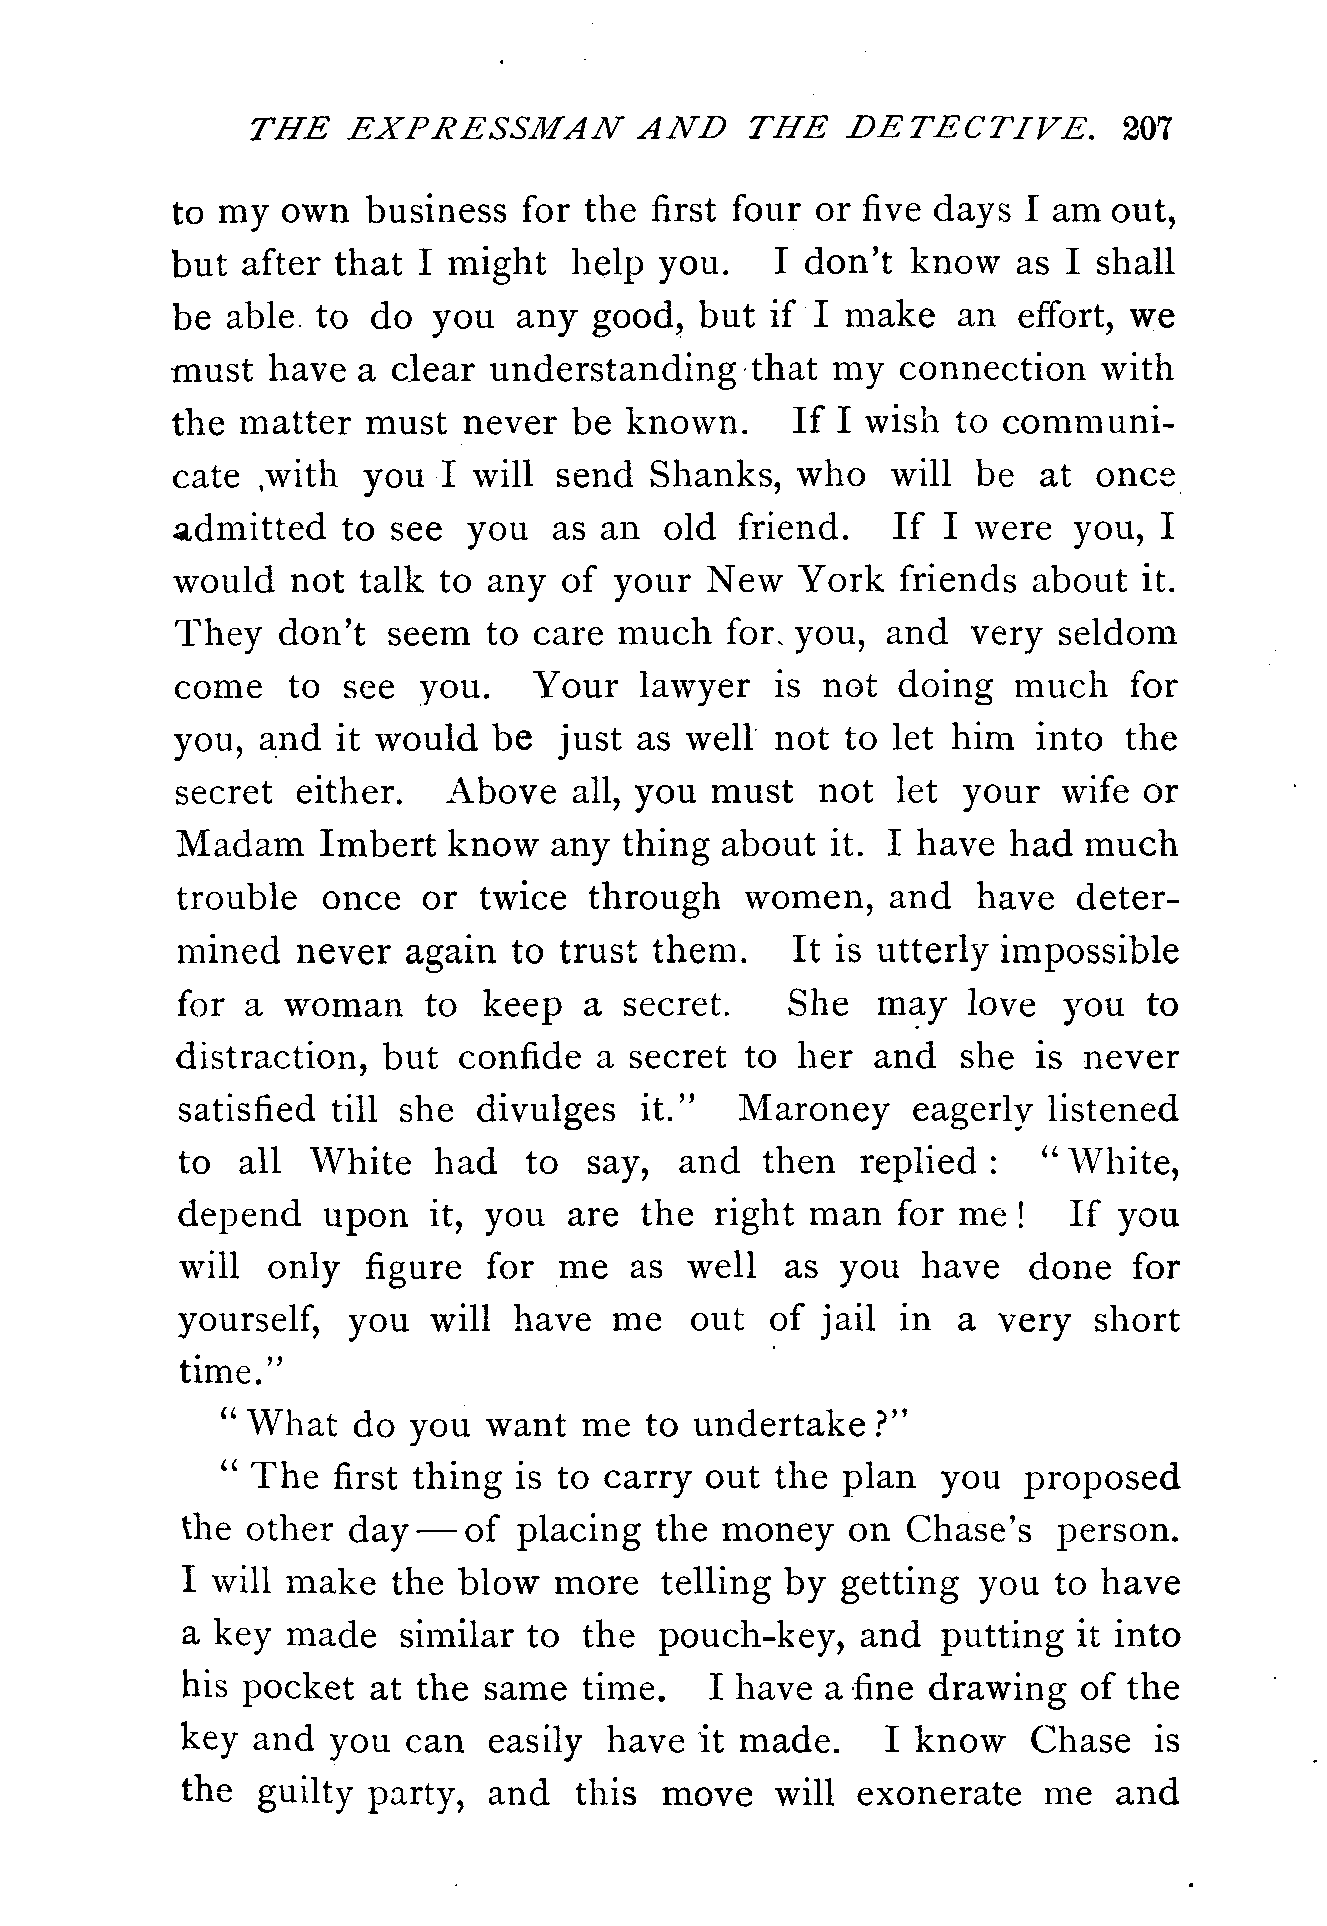 THE EXPRESSMAN AND THE DETECTIVE. 207
to my own business for the first four or five days I am out,
but after that I might help you. I don't know as I shall
be able to do you any good, but if I make an effort, we
must have a clear understanding that my connection with
the matter must never be known. If I wish to communi-
cate with you I will send Shanks, who will be at once
admitted to see you as an old friend. If I were you, I
would not talk to any of your New York friends about it.
They don't seem to care much for you, and very seldom
come to see you. Your lawyer is not doing much for
you, and it would be just as well not to let him into the
secret either. Above all, you must not let your wife or
Madam Imbert know any thing about it. I have had much
trouble once or twice through women, and have deter-
mined never again to trust them. It is utterly impossible
for a woman to keep a secret. She may love you to
distraction, but confide a secret to her and she is never
satisfied till she divulges it." Maroney eagerly listened
to all White had to say, and then replied : "White,
depend upon it, you are the right man for me ! If you
will only figure for me as well as you have done for
yourself, you will have me out of jail in a very short
time."
"What do you want me to undertake ?"
"The first thing is to carry out the plan you proposed
the other day—of placing the money on Chase's person.
I will make the blow more telling by getting you to have
a key made similar to the pouch-key, and putting it into
his pocket at the same time. I have a fine drawing of the
key and you can easily have it made. I know Chase is
the guilty party, and this move will exonerate me and